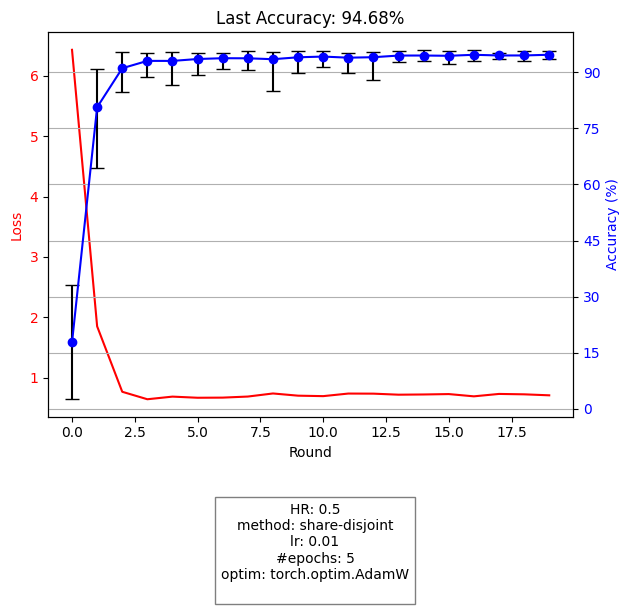 Last Accuracy: 94.68%
6
5
4
3
2
1
Loss
90
75
60
45
30
15
0
Accuracy (%)
0.0 2.5 5.0 7.5 10.0 12.5 15.0 17.5
Round
HR: 0.5
method: share-disjoint
lr: 0.01
#epochs: 5
optim: torch.optim.AdamW